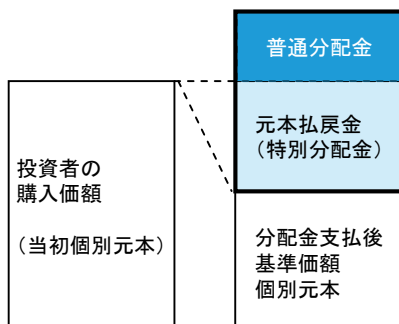 普通分配金
元本払戻金
（特別分配金）
投資者の
購入価額
（当初個別元本）
分配金支払後
基準価額
個別元本